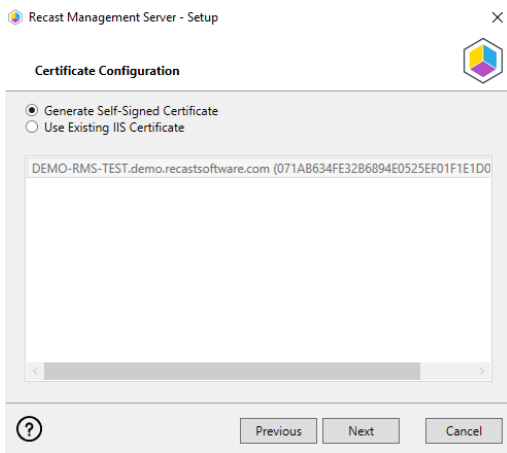 Recast Management Server - Setup
Certificate Configuration
Generate Self-Signed Certificate
Use Existing IIS Certificate
DEMO-RMS-TEST.demo.recastsoftware.com (071AB634FE32B6894E0525EF01F1E1D0
?
Previous Next Cancel